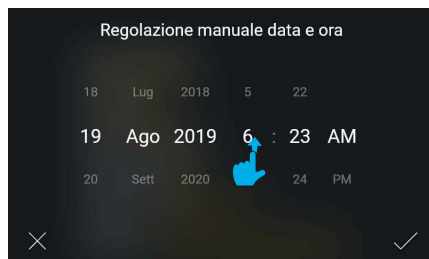 Regolazione manuale data e ora
18 Lug 2018 5 22
19 Ago 2019 6 : 23 AM
20 Sett 2020 24 PM